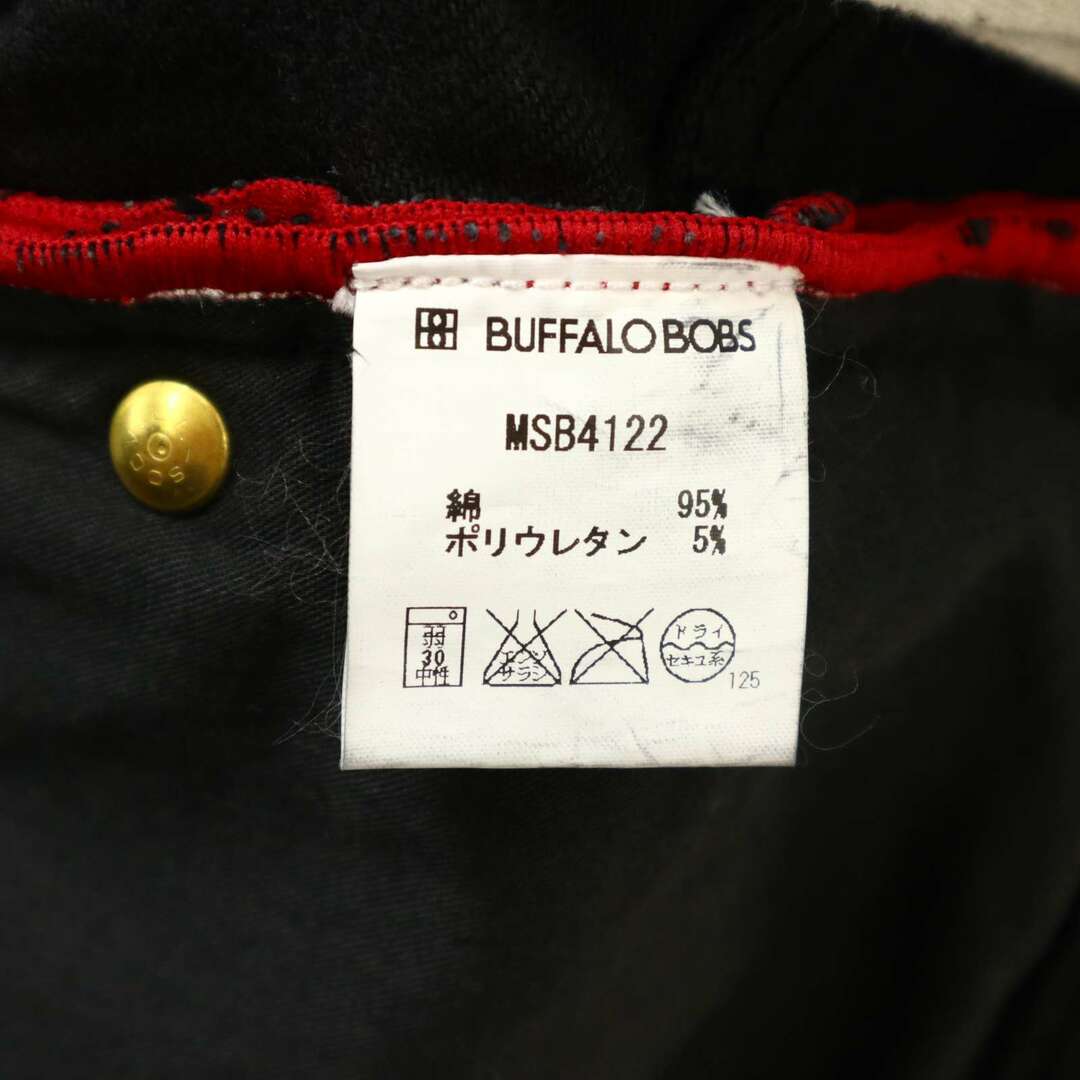 BUFFALO BOBS
MSB4122
綿 95%
ポリウレタン 5%
弱
30
中性
エンソ
サラシ
ドライ
セキユ系
125